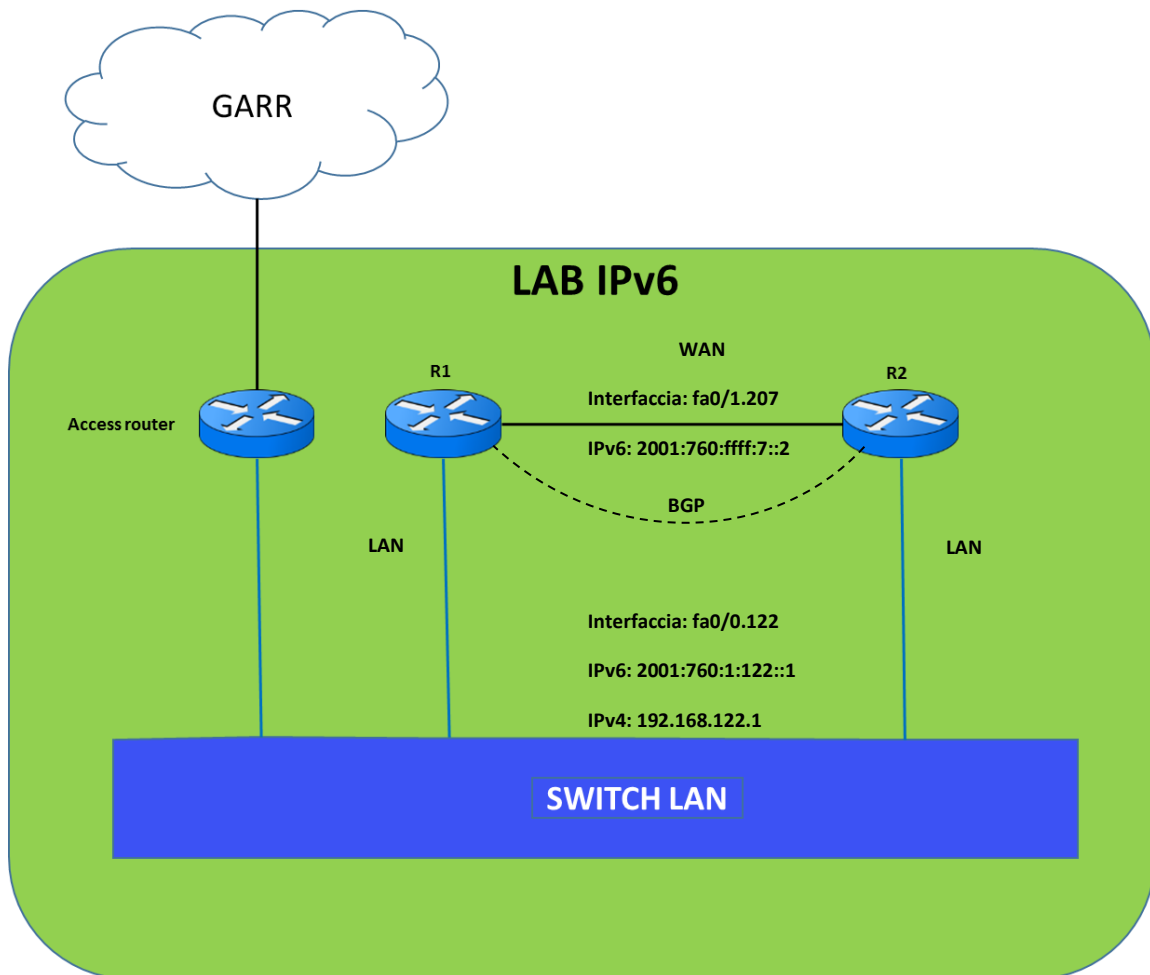 GARR
LAB IPv6
WAN
R1
R2
Interfaccia: fa0/1.207
Access router
IPv6: 2001:760:ffff:7::2
BGP
LAN
LAN
Interfaccia: fa0/0.122
IPv6: 2001:760:1:122::1
IPv4: 192.168.122.1
SWITCH LAN